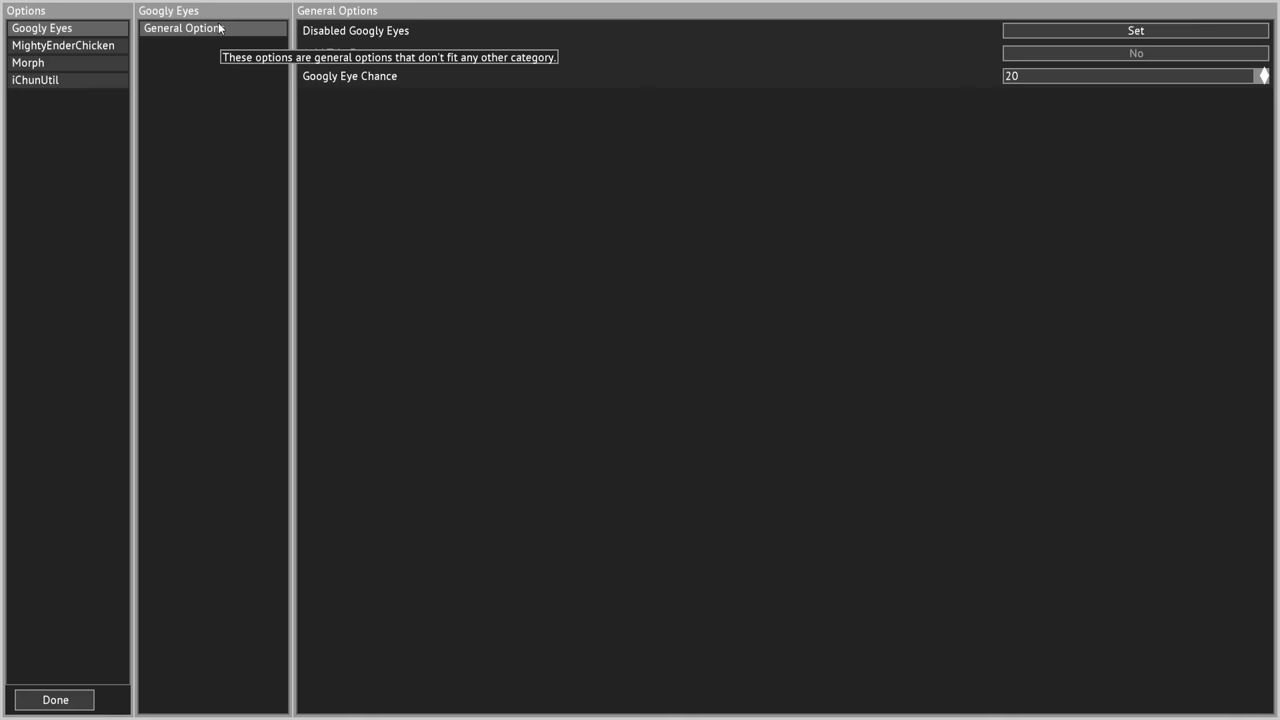 Options
Googly Eyes
MightyEnderChicken
Morph
iChunUtil
Done
Googly Eyes
General Option
These options are general options that don't fit any other category.
General Options
Disabled Googly Eyes
Set
No
Googly Eye Chance
20